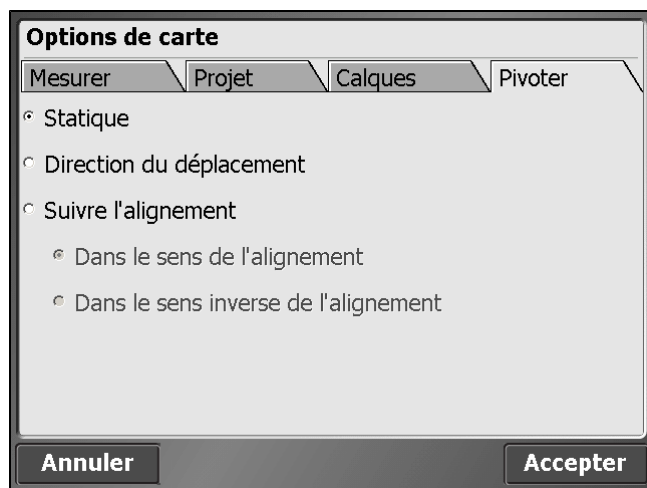 Options de carte
Mesurer Projet Calques Pivoter
Statique
Direction du déplacement
Suivre l'alignement
Dans le sens de l'alignement
Dans le sens inverse de l'alignement
Annuler Accepter